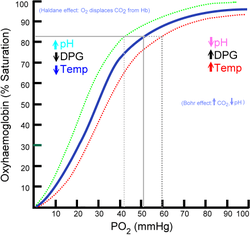 (Haldane effect: O₂ displaces CO₂ from Hb)
pH
DPG
Temp
pH
DPG
Temp
(Bohr effect: CO₂, pH)
Oxyhaemoglobin (% Saturation)
100
90
80
70
60
50
40
30
20
10
10 20 30 40 50 60 70 80 90 100
PO₂ (mmHg)